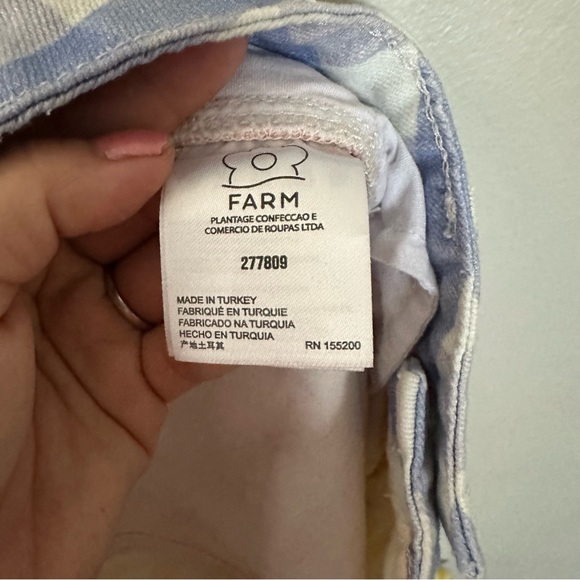 FARM
PLANTAGE CONFECCAO E
COMERCIO DE ROUPAS LTDA
277809
MADE IN TURKEY
FABRIQUÉ EN TURQUIE
FABRICADO NA TURQUIA
HECHO EN TURQUIA
产地土耳其 RN 155200